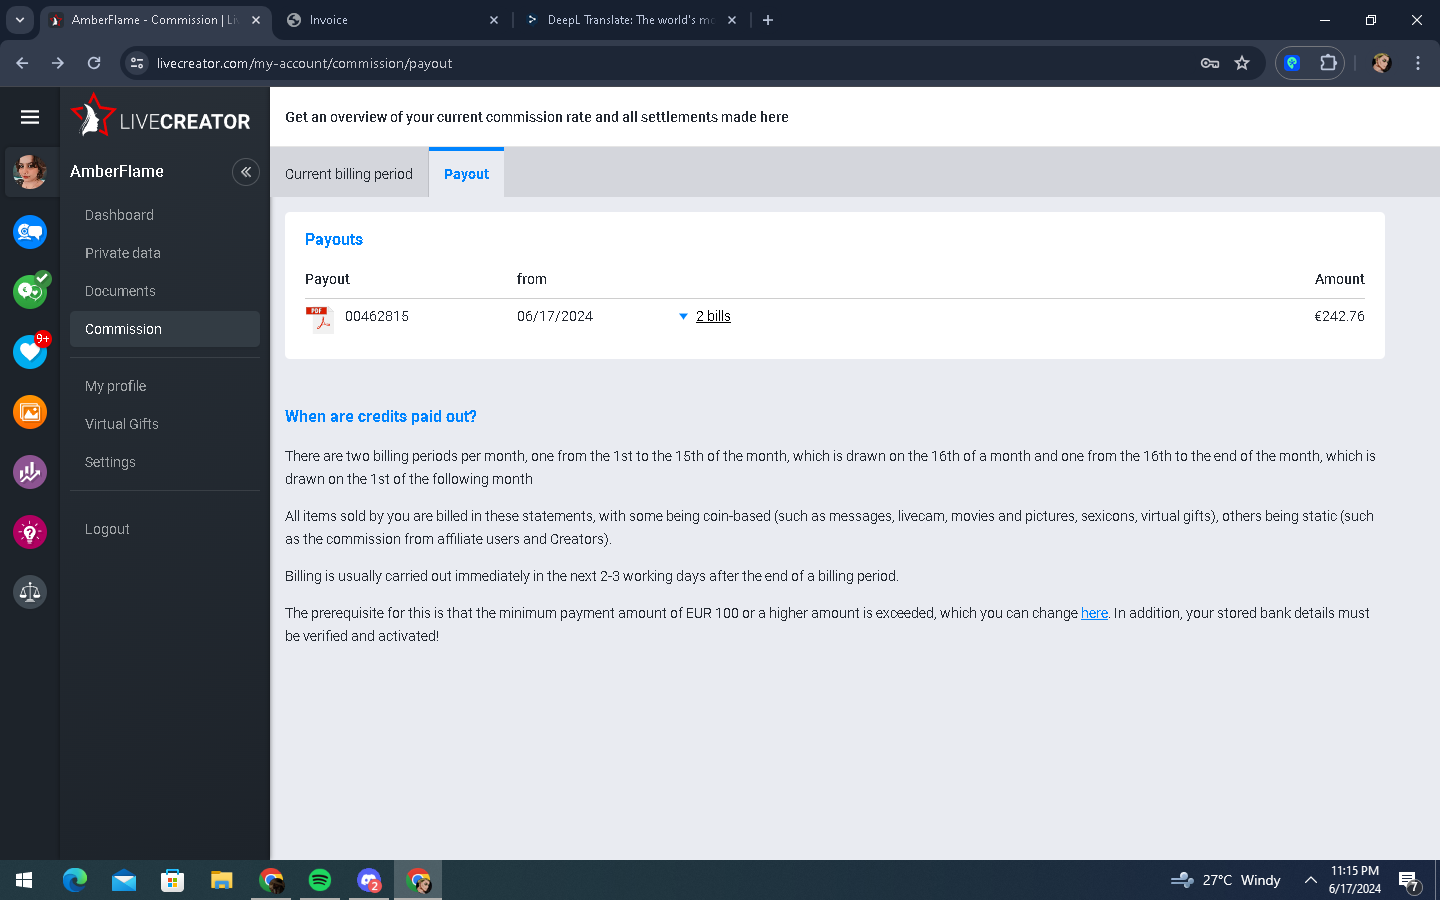 AmberFlame - Commission | Li
Invoice
DeepL Translate: The world's mo
livecreator.com/my-account/commission/payout
LIVECREATOR
Get an overview of your current commission rate and all settlements made here
AmberFlame
Current billing period
Payout
Dashboard
Private data
Documents
Commission
My profile
Virtual Gifts
Settings
Logout
9+
Payouts
Payout from Amount
PDF 00462815 06/17/2024 2 bills €242.76
When are credits paid out?
There are two billing periods per month, one from the 1st to the 15th of the month, which is drawn on the 16th of a month and one from the 16th to the end of the month, which is
drawn on the 1st of the following month
All items sold by you are billed in these statements, with some being coin-based (such as messages, livecam, movies and pictures, sexicons, virtual gifts), others being static (such
as the commission from affiliate users and Creators).
Billing is usually carried out immediately in the next 2-3 working days after the end of a billing period.
The prerequisite for this is that the minimum payment amount of EUR 100 or a higher amount is exceeded, which you can change here. In addition, your stored bank details must
be verified and activated!
2
27°C Windy
11:15 PM
6/17/2024
7